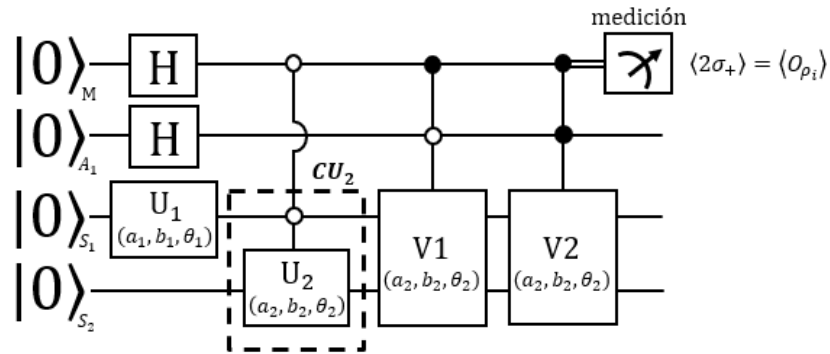 medición
|0⟩M H ⟨2σ₊⟩ = ⟨Oρᵢ⟩
|0⟩A₁ H
CU₂
|0⟩S₁ U₁ (a₁, b₁, θ₁)
V1 (a₂, b₂, θ₂)
V2 (a₂, b₂, θ₂)
|0⟩S₂ U₂ (a₂, b₂, θ₂)